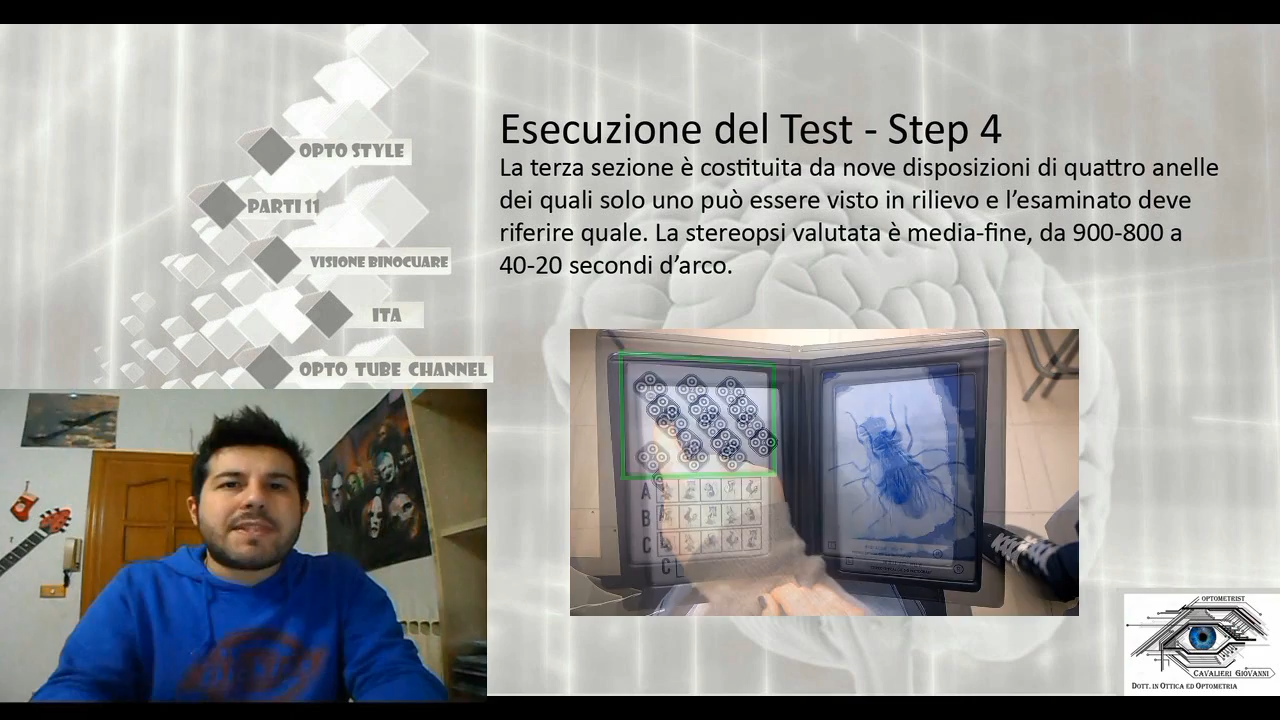 Esecuzione del Test - Step 4
La terza sezione è costituita da nove disposizioni di quattro anelle
dei quali solo uno può essere visto in rilievo e l’esaminato deve
riferire quale. La stereopsi valutata è media-fine, da 900-800 a
40-20 secondi d’arco.
OPTO STYLE
PARTI 11
VISIONE BINOCUARE
ITA
OPTO TUBE CHANNEL
A
B
C
C
OPTOMETRIST
CAVALIERI GIOVANNI
DOTT. IN OTTICA ED OPTOMETRIA